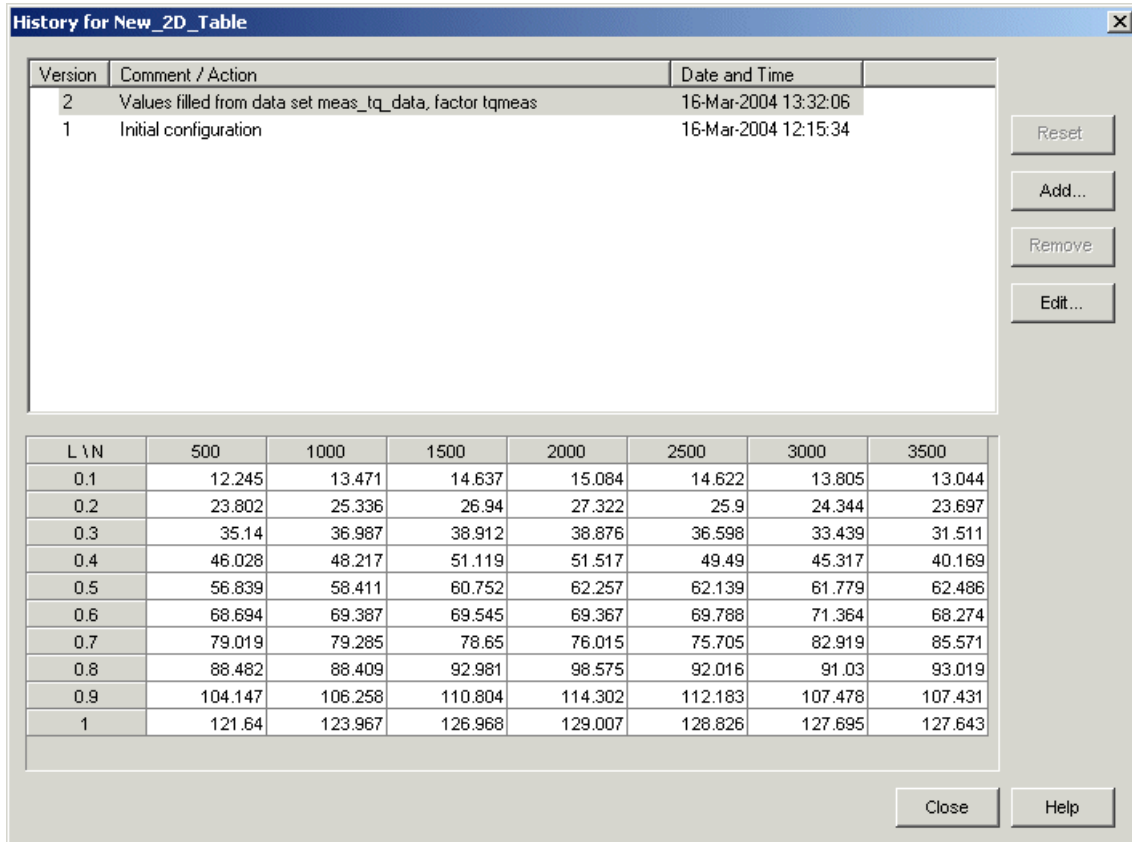 History for New_2D_Table
Version Comment / Action Date and Time
2 Values filled from data set meas_tq_data, factor tqmeas 16-Mar-2004 13:32:06
1 Initial configuration 16-Mar-2004 12:15:34
Reset
Add...
Remove
Edit...
L \ N 500 1000 1500 2000 2500 3000 3500
0.1 12.245 13.471 14.637 15.084 14.622 13.805 13.044
0.2 23.802 25.336 26.94 27.322 25.9 24.344 23.697
0.3 35.14 36.987 38.912 38.876 36.598 33.439 31.511
0.4 46.028 48.217 51.119 51.517 49.49 45.317 40.169
0.5 56.839 58.411 60.752 62.257 62.139 61.779 62.486
0.6 68.694 69.387 69.545 69.367 69.788 71.364 68.274
0.7 79.019 79.285 78.65 76.015 75.705 82.919 85.571
0.8 88.482 88.409 92.981 98.575 92.016 91.03 93.019
0.9 104.147 106.258 110.804 114.302 112.183 107.478 107.431
1 121.64 123.967 126.968 129.007 128.826 127.695 127.643
Close Help